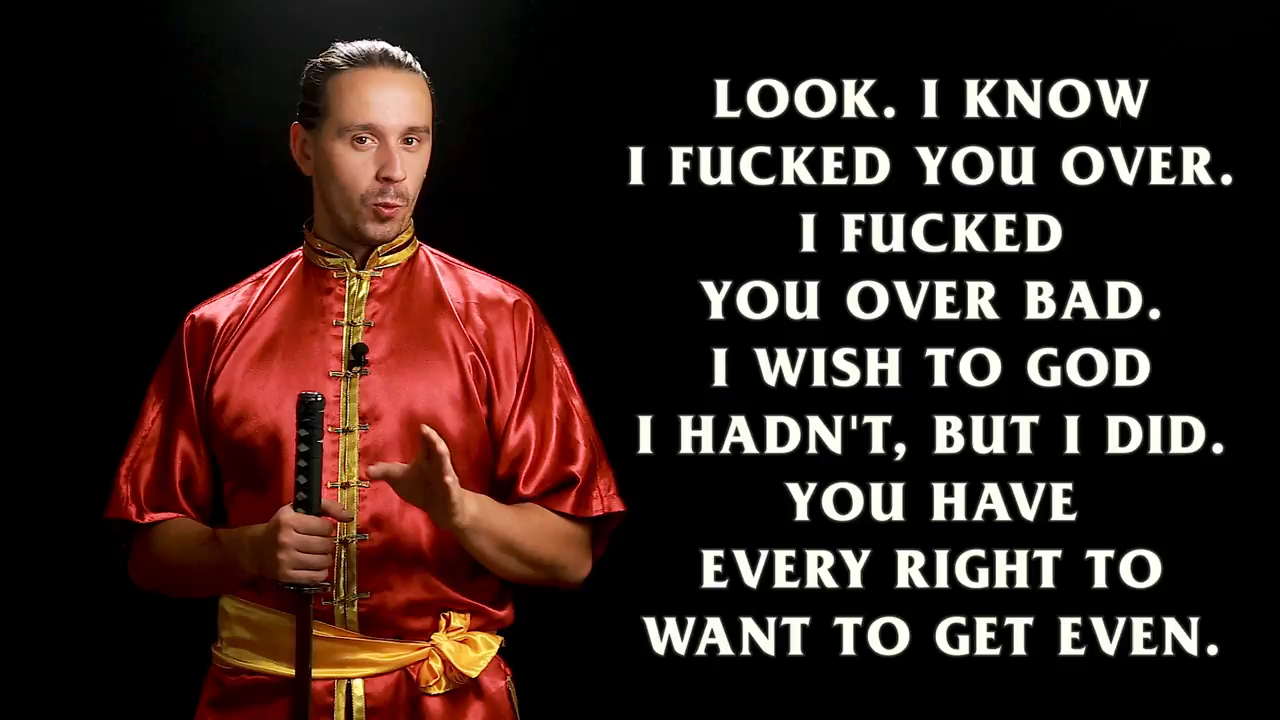 LOOK. I KNOW
I FUCKED YOU OVER.
I FUCKED
YOU OVER BAD.
I WISH TO GOD
I HADN'T, BUT I DID.
YOU HAVE
EVERY RIGHT TO
WANT TO GET EVEN.